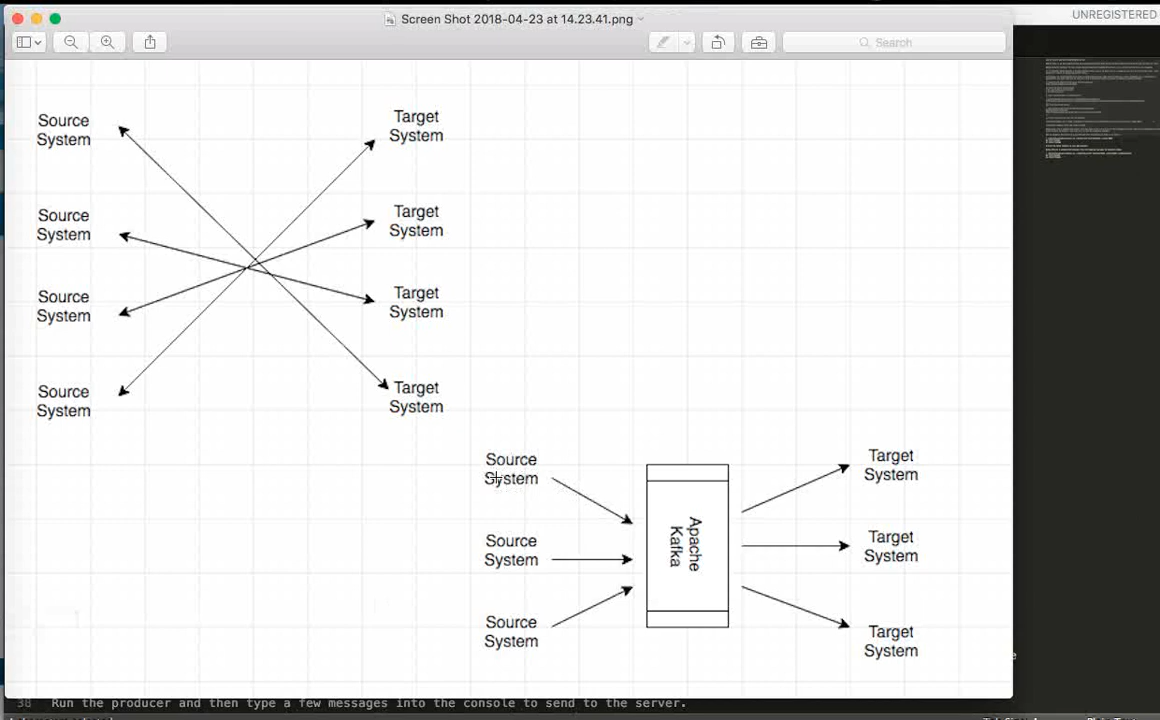 Screen Shot 2018-04-23 at 14.23.41.png
UNREGISTERED
Search
Source
System
Target
System
Source
System
Target
System
Source
System
Target
System
Source
System
Target
System
Source
System
Source
System
Source
System
Apache
Kafka
Target
System
Target
System
Target
System
38 Run the producer and then type a few messages into the console to send to the server.